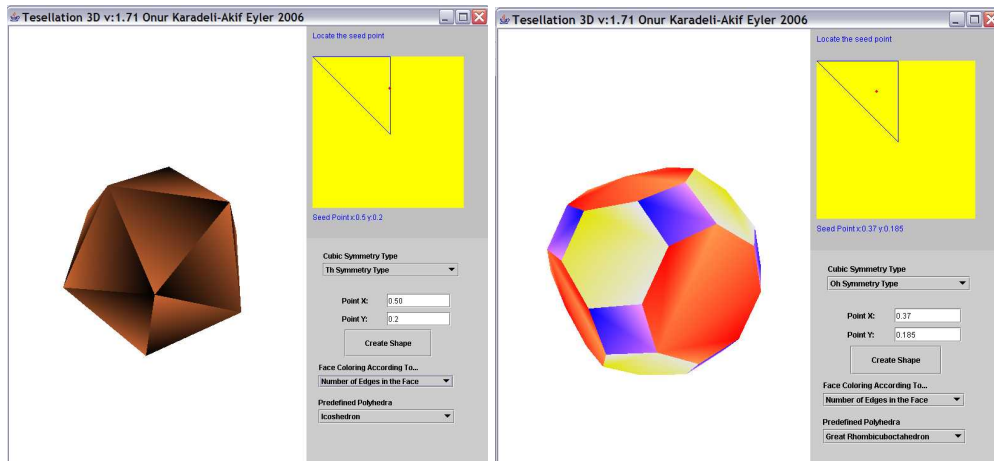 Tesellation 3D v:1.71 Onur Karadeli-Akif Eyler 2006
Locate the seed point
Seed Point x:0.5 y:0.2
Cubic Symmetry Type
Th Symmetry Type
Point X: 0.50
Point Y: 0.2
Create Shape
Face Coloring According To...
Number of Edges in the Face
Predefined Polyhedra
Icoshedron
Tesellation 3D v:1.71 Onur Karadeli-Akif Eyler 2006
Locate the seed point
Seed Point x:0.37 y:0.185
Cubic Symmetry Type
Oh Symmetry Type
Point X: 0.37
Point Y: 0.185
Create Shape
Face Coloring According To...
Number of Edges in the Face
Predefined Polyhedra
Great Rhombicuboctahedron